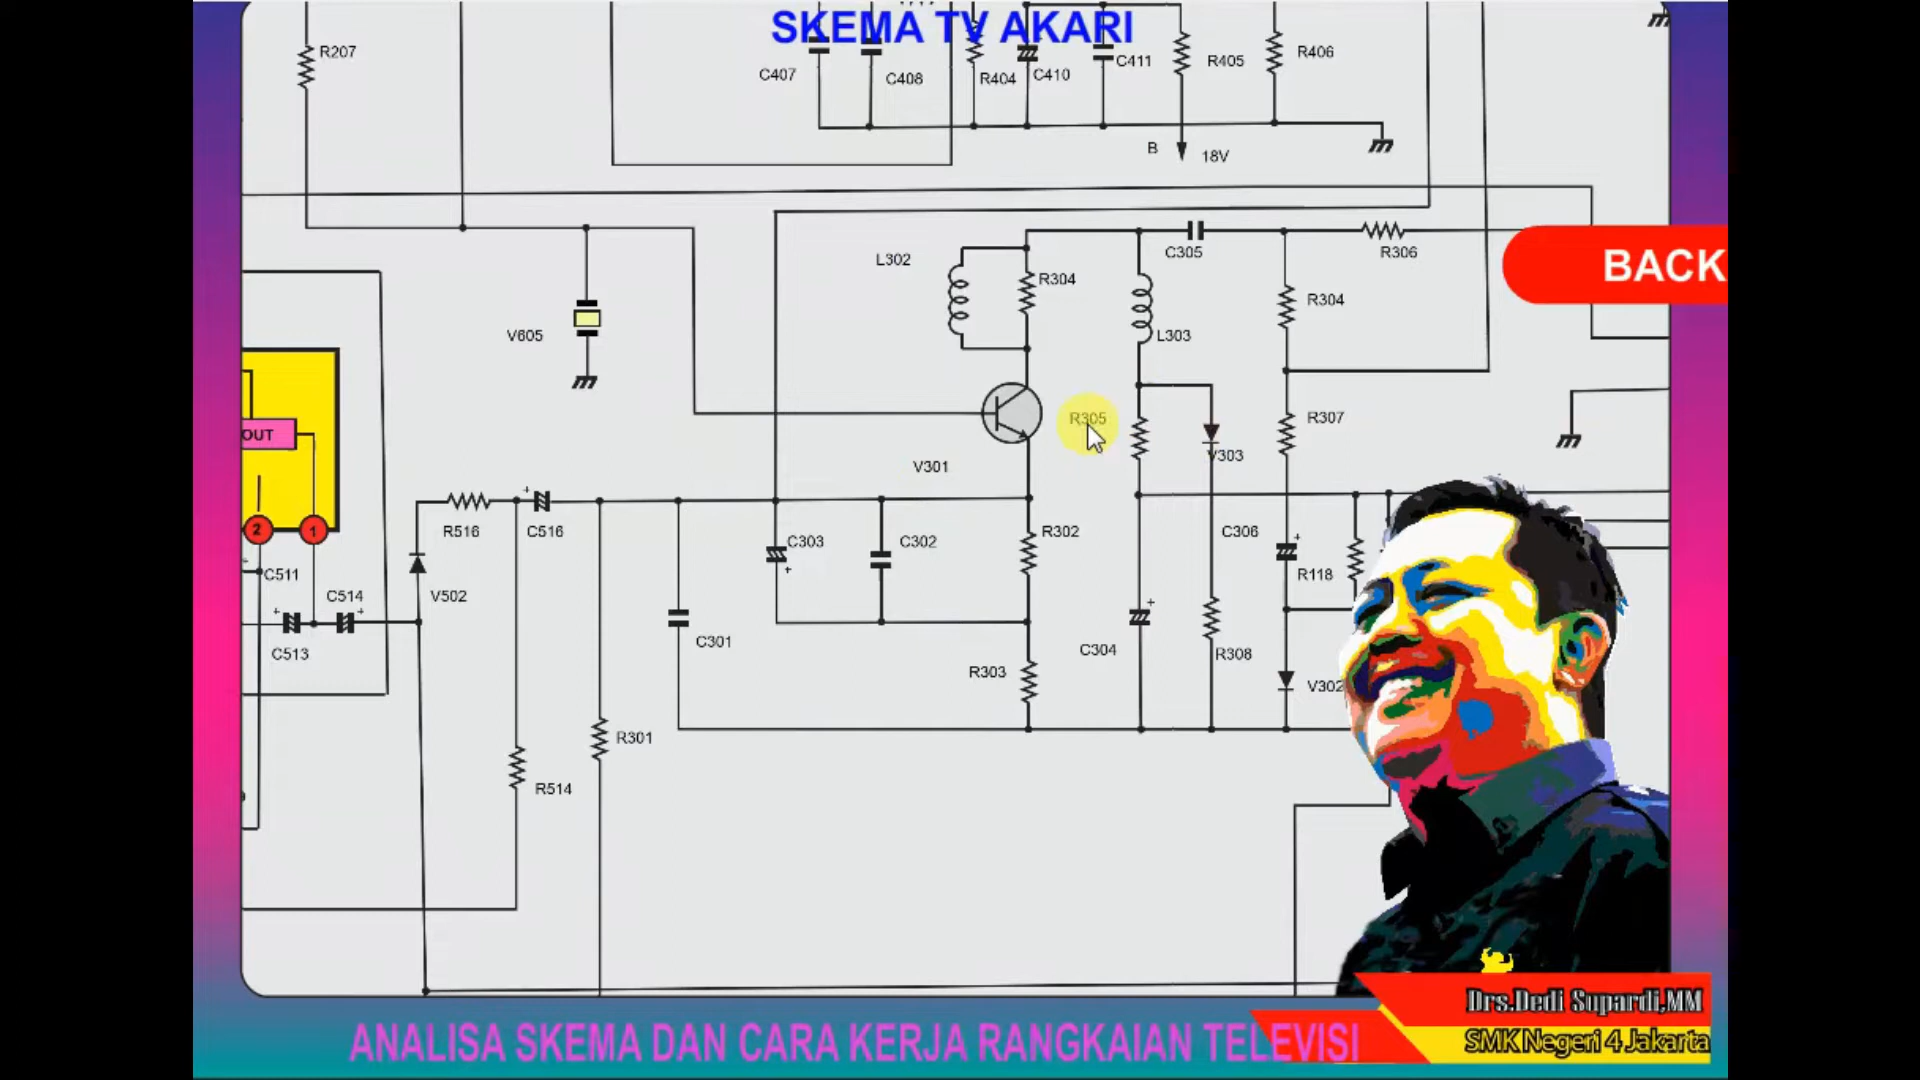 SKEMA TV AKARI
R207
C407
C408
R404
C410
C411
R405
R406
B
18V
L302
R304
C305
R306
BACK
R304
V605
L303
R305
R307
OUT
V301
V303
2
1
R516
C516
C303
C302
R302
C306
C511
R118
C514
V502
C513
C301
R303
C304
R308
V302
R301
R514
Drs.Dedi Supardi,MM
SMK Negeri 4 Jakarta
ANALISA SKEMA DAN CARA KERJA RANGKAIAN TELEVISI